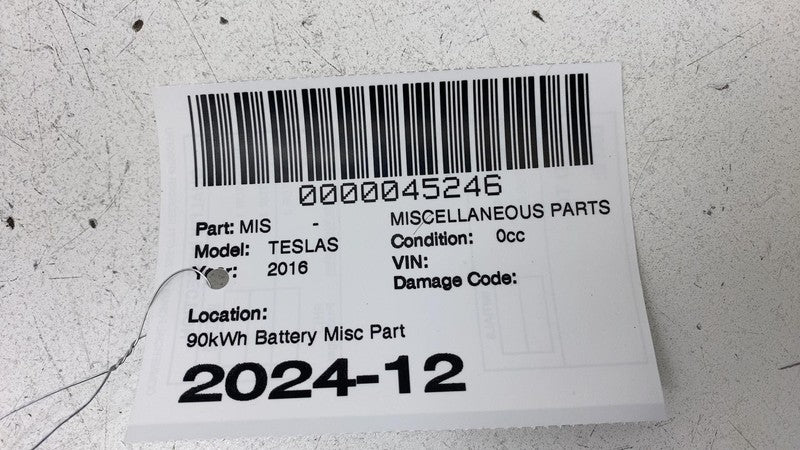 0000045246
Part: MIS - MISCELLANEOUS PARTS
Model: TESLAS Condition: 0cc
Year: 2016 VIN:
Damage Code:
Location:
90kWh Battery Misc Part
2024-12